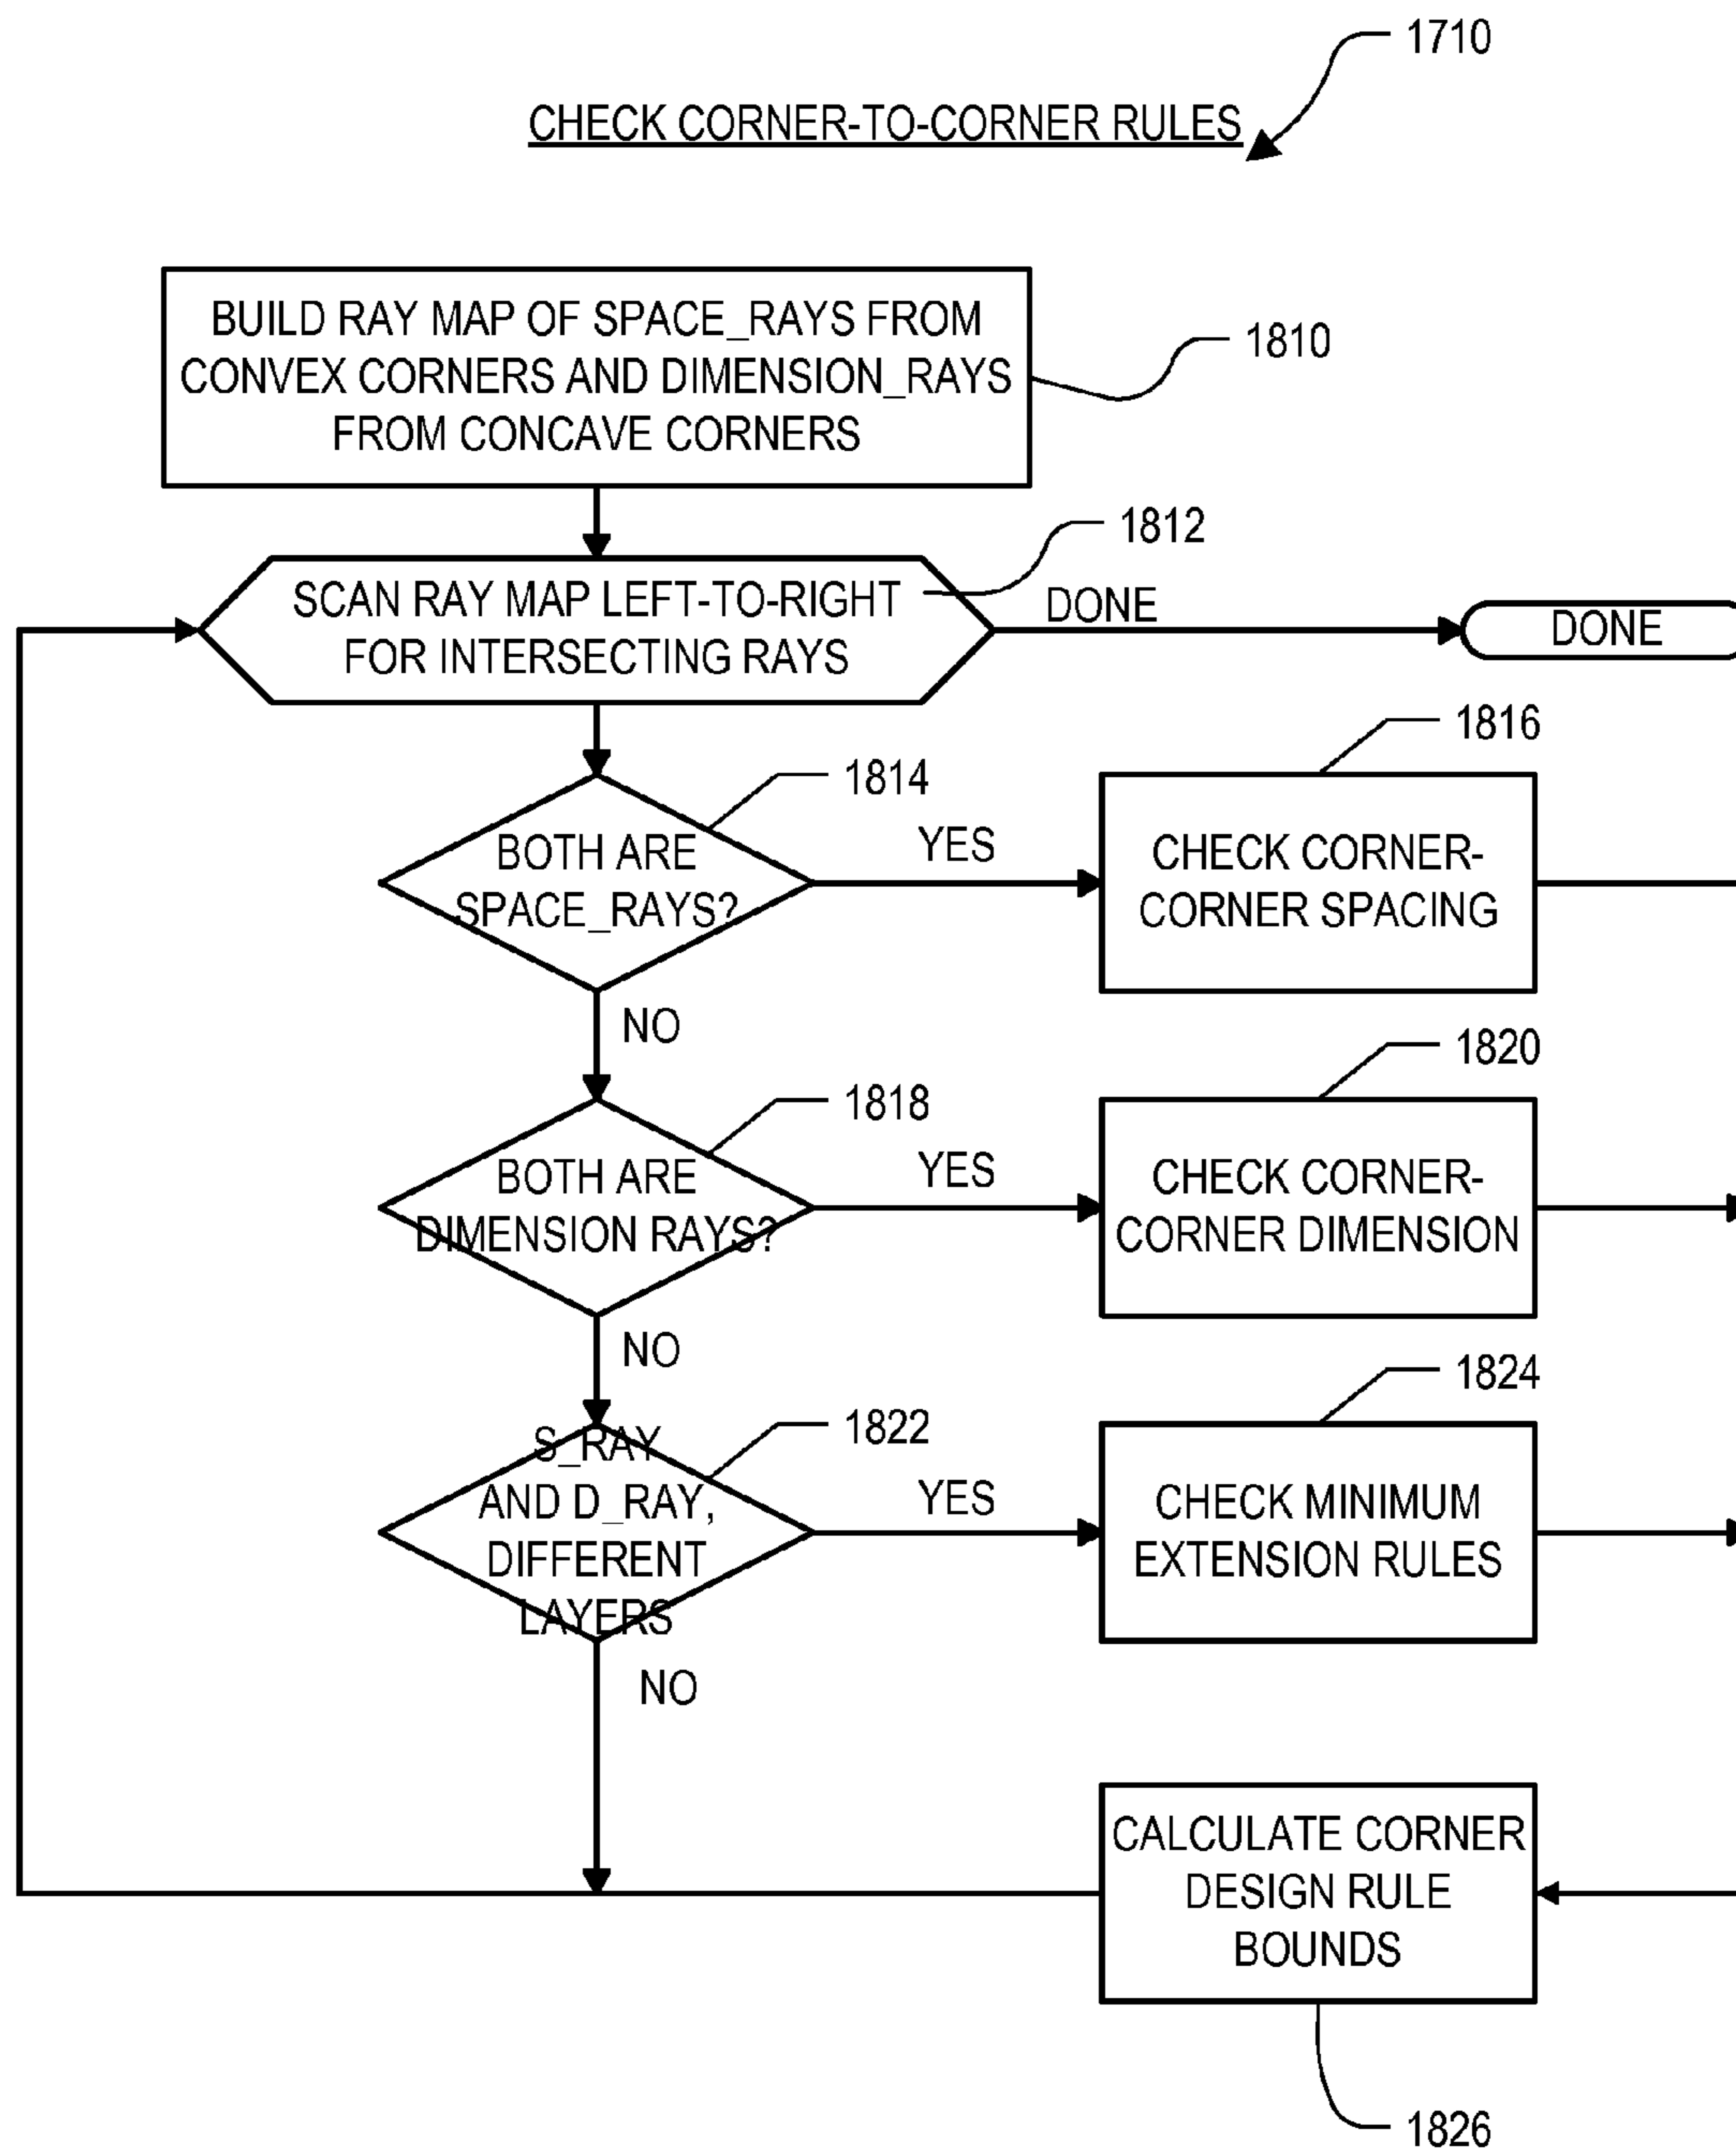 1710
CHECK CORNER-TO-CORNER RULES
BUILD RAY MAP OF SPACE_RAYS FROM
CONVEX CORNERS AND DIMENSION_RAYS
FROM CONCAVE CORNERS
1810
1812
SCAN RAY MAP LEFT-TO-RIGHT
FOR INTERSECTING RAYS
DONE
DONE
1814
BOTH ARE
SPACE_RAYS?
YES
1816
CHECK CORNER-
CORNER SPACING
NO
1818
BOTH ARE
DIMENSION RAYS?
YES
1820
CHECK CORNER-
CORNER DIMENSION
NO
1822
S_RAY
AND D_RAY,
DIFFERENT
LAYERS
YES
1824
CHECK MINIMUM
EXTENSION RULES
NO
CALCULATE CORNER
DESIGN RULE
BOUNDS
1826